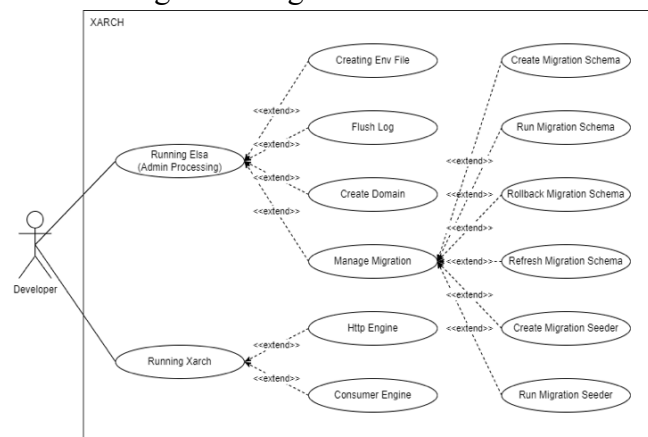 XARCH
Creating Env File
Create Migration Schema
<<extend>>
Flush Log
Run Migration Schema
<<extend>>
Running Elsa
(Admin Processing)
<<extend>>
<<extend>>
Create Domain
<<extend>>
Rollback Migration Schema
<<extend>>
<<extend>>
Manage Migration
<<extend>>
Refresh Migration Schema
Developer
<<extend>>
Http Engine
<<extend>>
Create Migration Seeder
<<extend>>
Running Xarch
<<extend>>
Consumer Engine
Run Migration Seeder